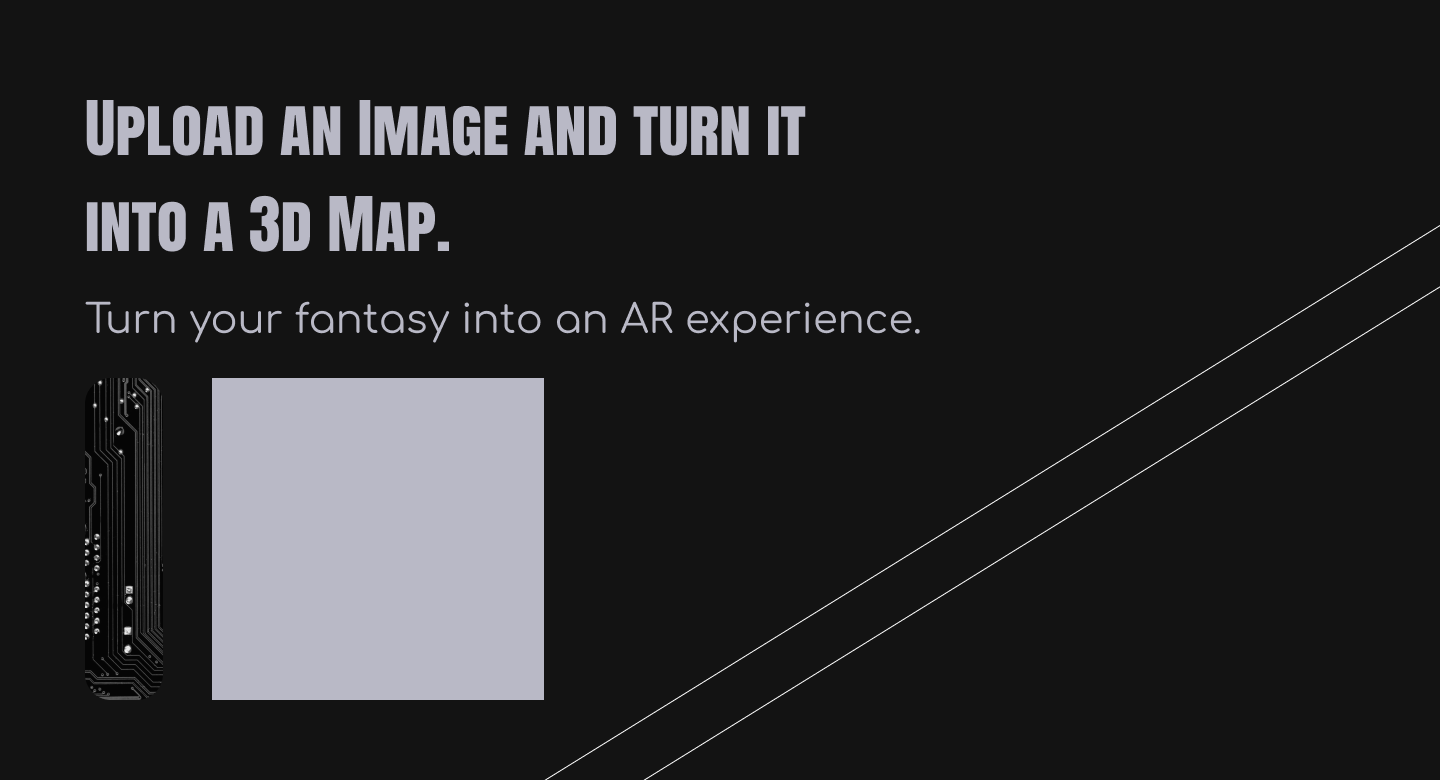 Upload an Image and turn it
into a 3d Map.
Turn your fantasy into an AR experience.